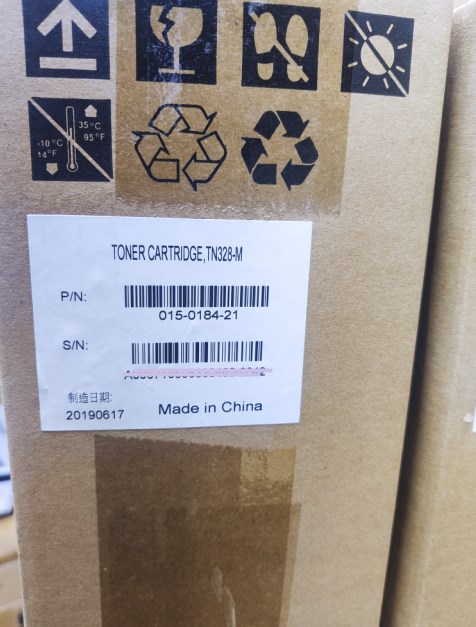 35°C
95°F
-10°C
14°F
TONER CARTRIDGE,TN328-M
P/N:
015-0184-21
S/N:
制造日期:
20190617
Made in China